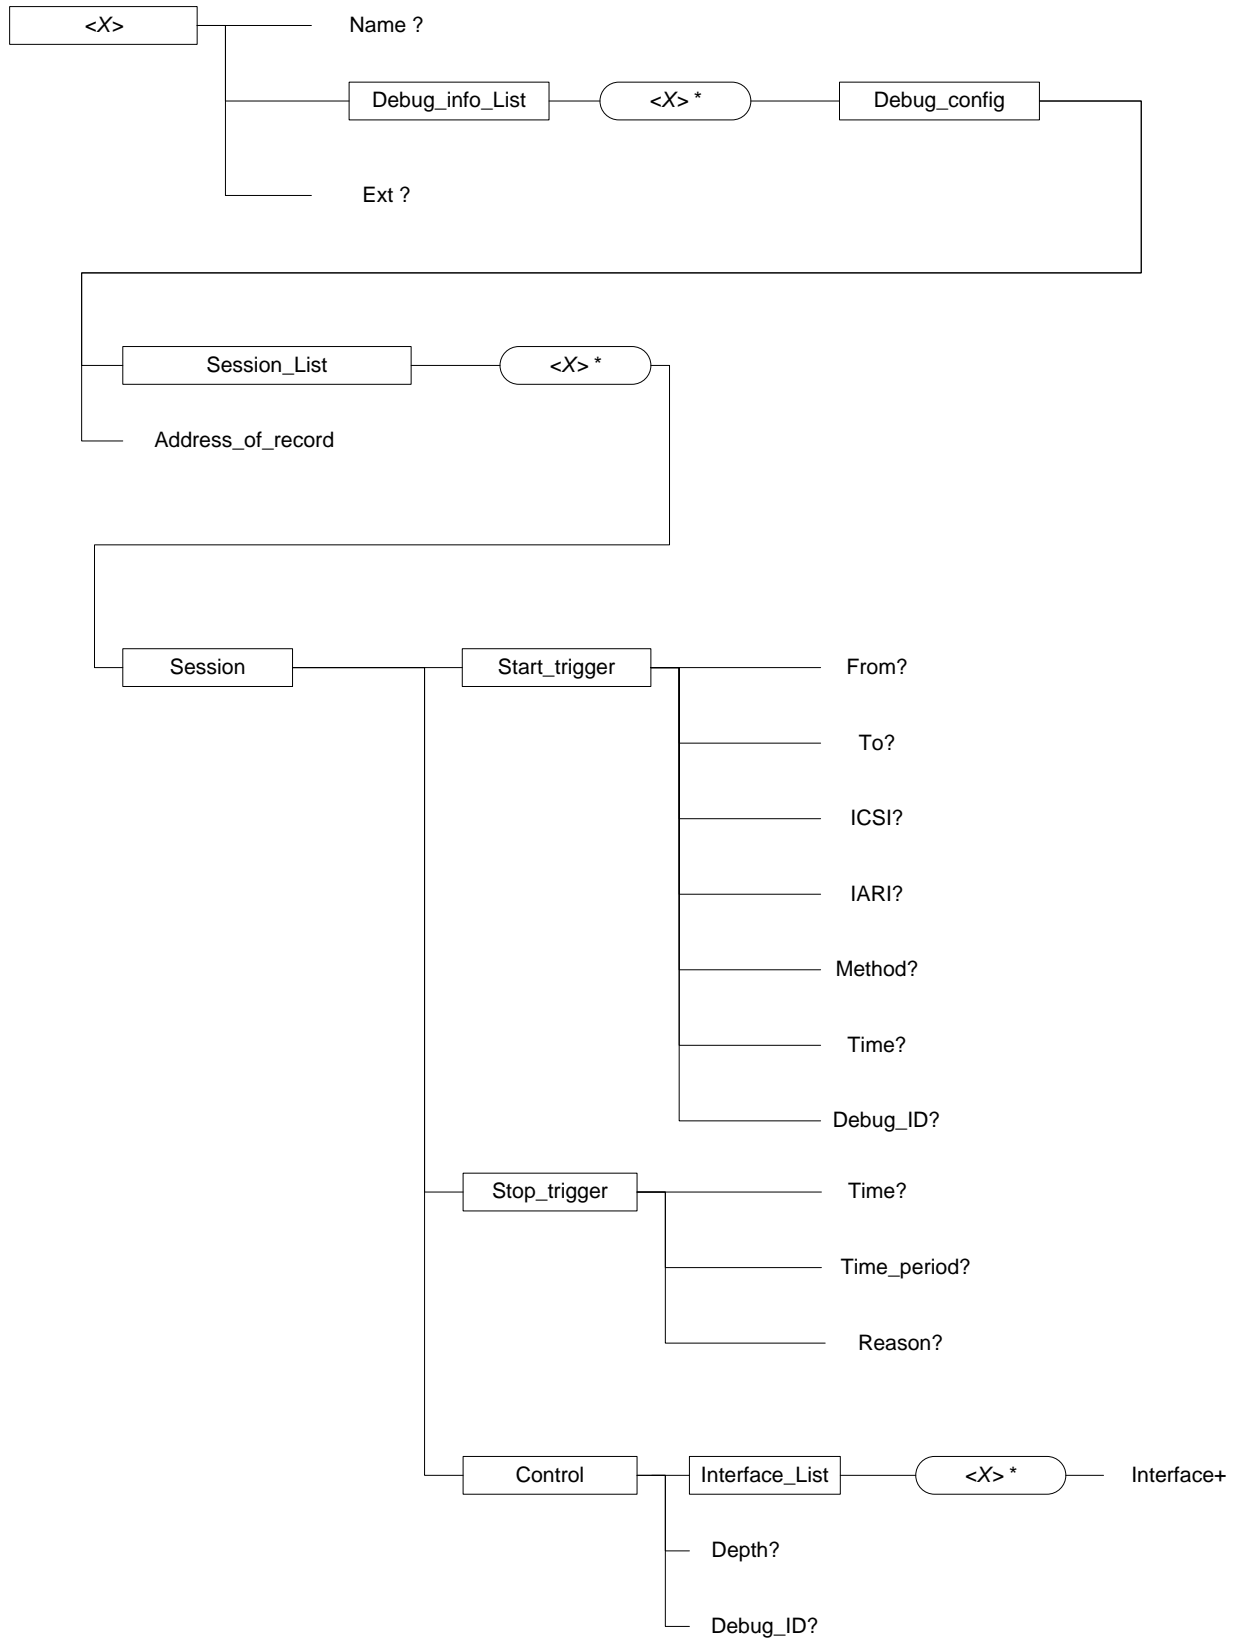 <X>
Name ?
Debug_info_List
<X> *
Debug_config
Ext ?
Session_List
<X> *
Address_of_record
Session
Start_trigger
From?
To?
ICSI?
IARI?
Method?
Time?
Debug_ID?
Stop_trigger
Time?
Time_period?
Reason?
Control
Interface_List
<X> *
Interface+
Depth?
Debug_ID?